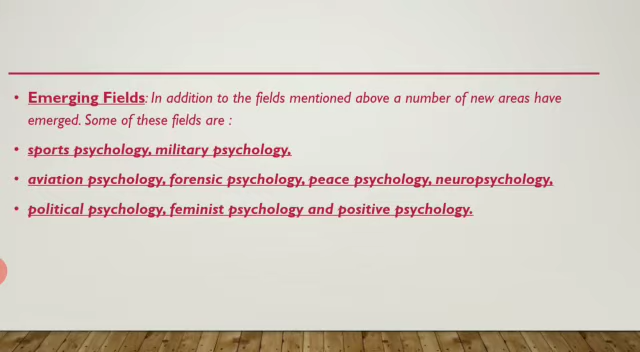 • Emerging Fields: In addition to the fields mentioned above a number of new areas have
emerged. Some of these fields are :
• sports psychology, military psychology,
• aviation psychology, forensic psychology, peace psychology, neuropsychology,
• political psychology, feminist psychology and positive psychology.